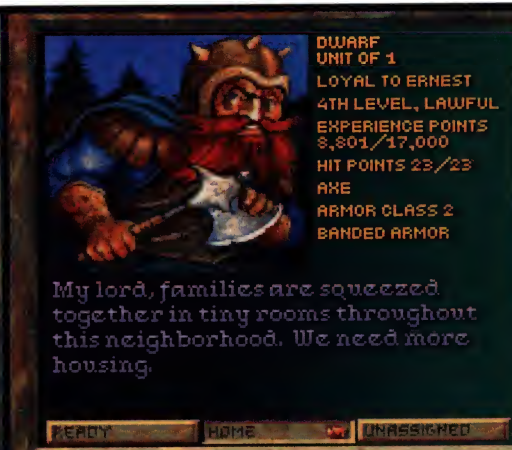 DWARF
UNIT OF 1
LOYAL TO ERNEST
4TH LEVEL, LAWFUL
EXPERIENCE POINTS
8,801/17,000
HIT POINTS 23/23
AXE
ARMOR CLASS 2
BANDED ARMOR
My lord, families are squeezed
together in tiny rooms throughout
this neighborhood. We need more
housing.
READY HOME UNASSIGNED